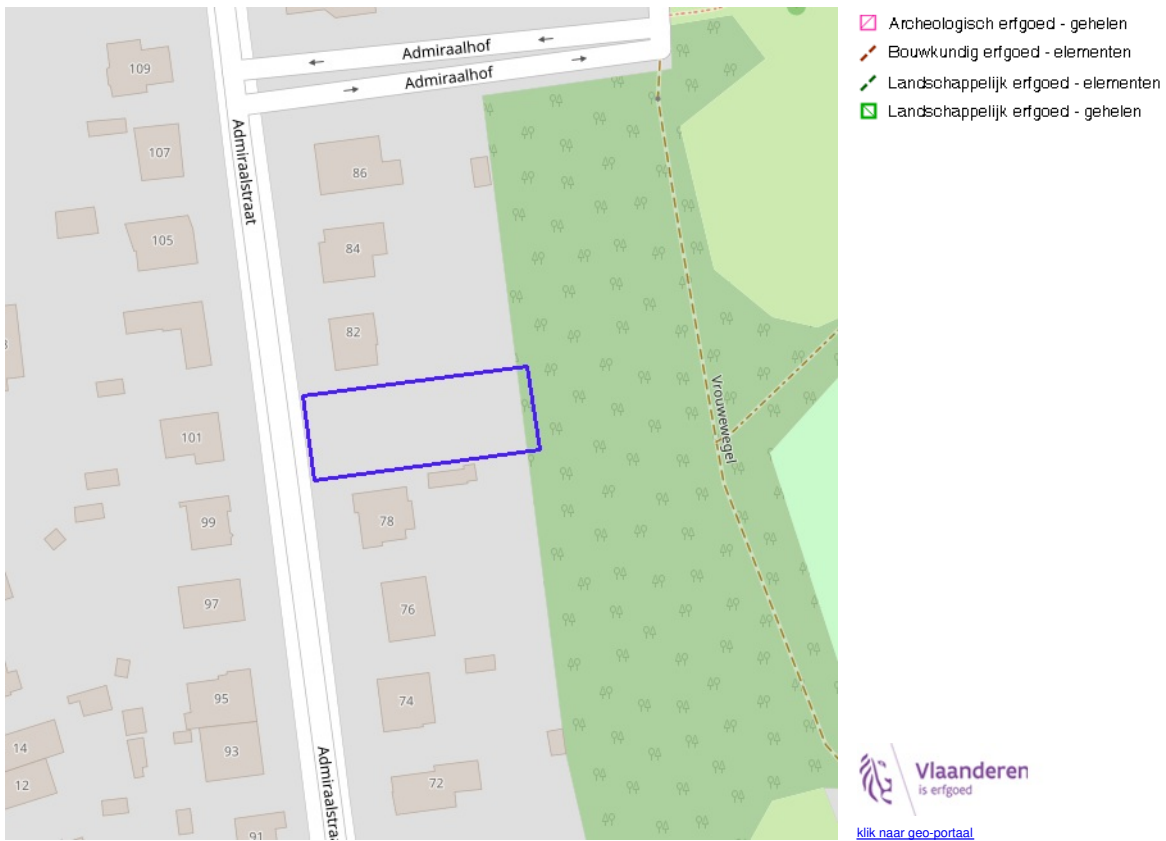 Admiraalhof
Admiraalhof
Admiraalstraat
109
107
105
86
84
82
101
99
97
95
93
91
14
12
78
76
74
72
Vrouwewegel
Admiraalstraa
Archeologisch erfgoed - gehelen
Bouwkundig erfgoed - elementen
Landschappelijk erfgoed - elementen
Landschappelijk erfgoed - gehelen
Vlaanderen
is erfgoed
klik naar geo-portaal